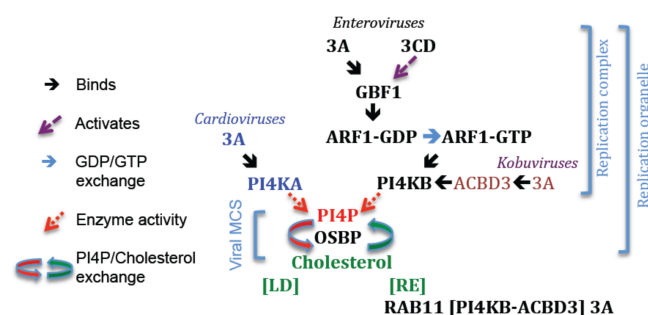 Enteroviruses
3A 3CD
Binds
GBF1
Activates
Cardioviruses
3A
ARF1-GDP ARF1-GTP
GDP/GTP
exchange
Kobuviruses
PI4KA PI4KB ACBD3 3A
Enzyme activity
PI4P
OSBP
PI4P/Cholesterol
exchange
Cholesterol
[LD] [RE]
RAB11 [PI4KB-ACBD3] 3A
Viral MCS
Replication complex
Replication organelle